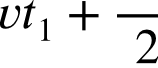 vt₁ + — 2